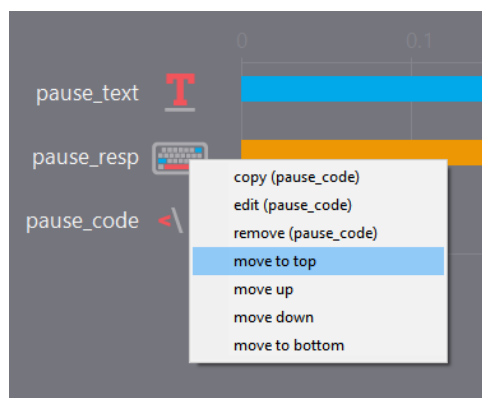 0 0.1
pause_text T
pause_resp
pause_code <\
copy (pause_code)
edit (pause_code)
remove (pause_code)
move to top
move up
move down
move to bottom